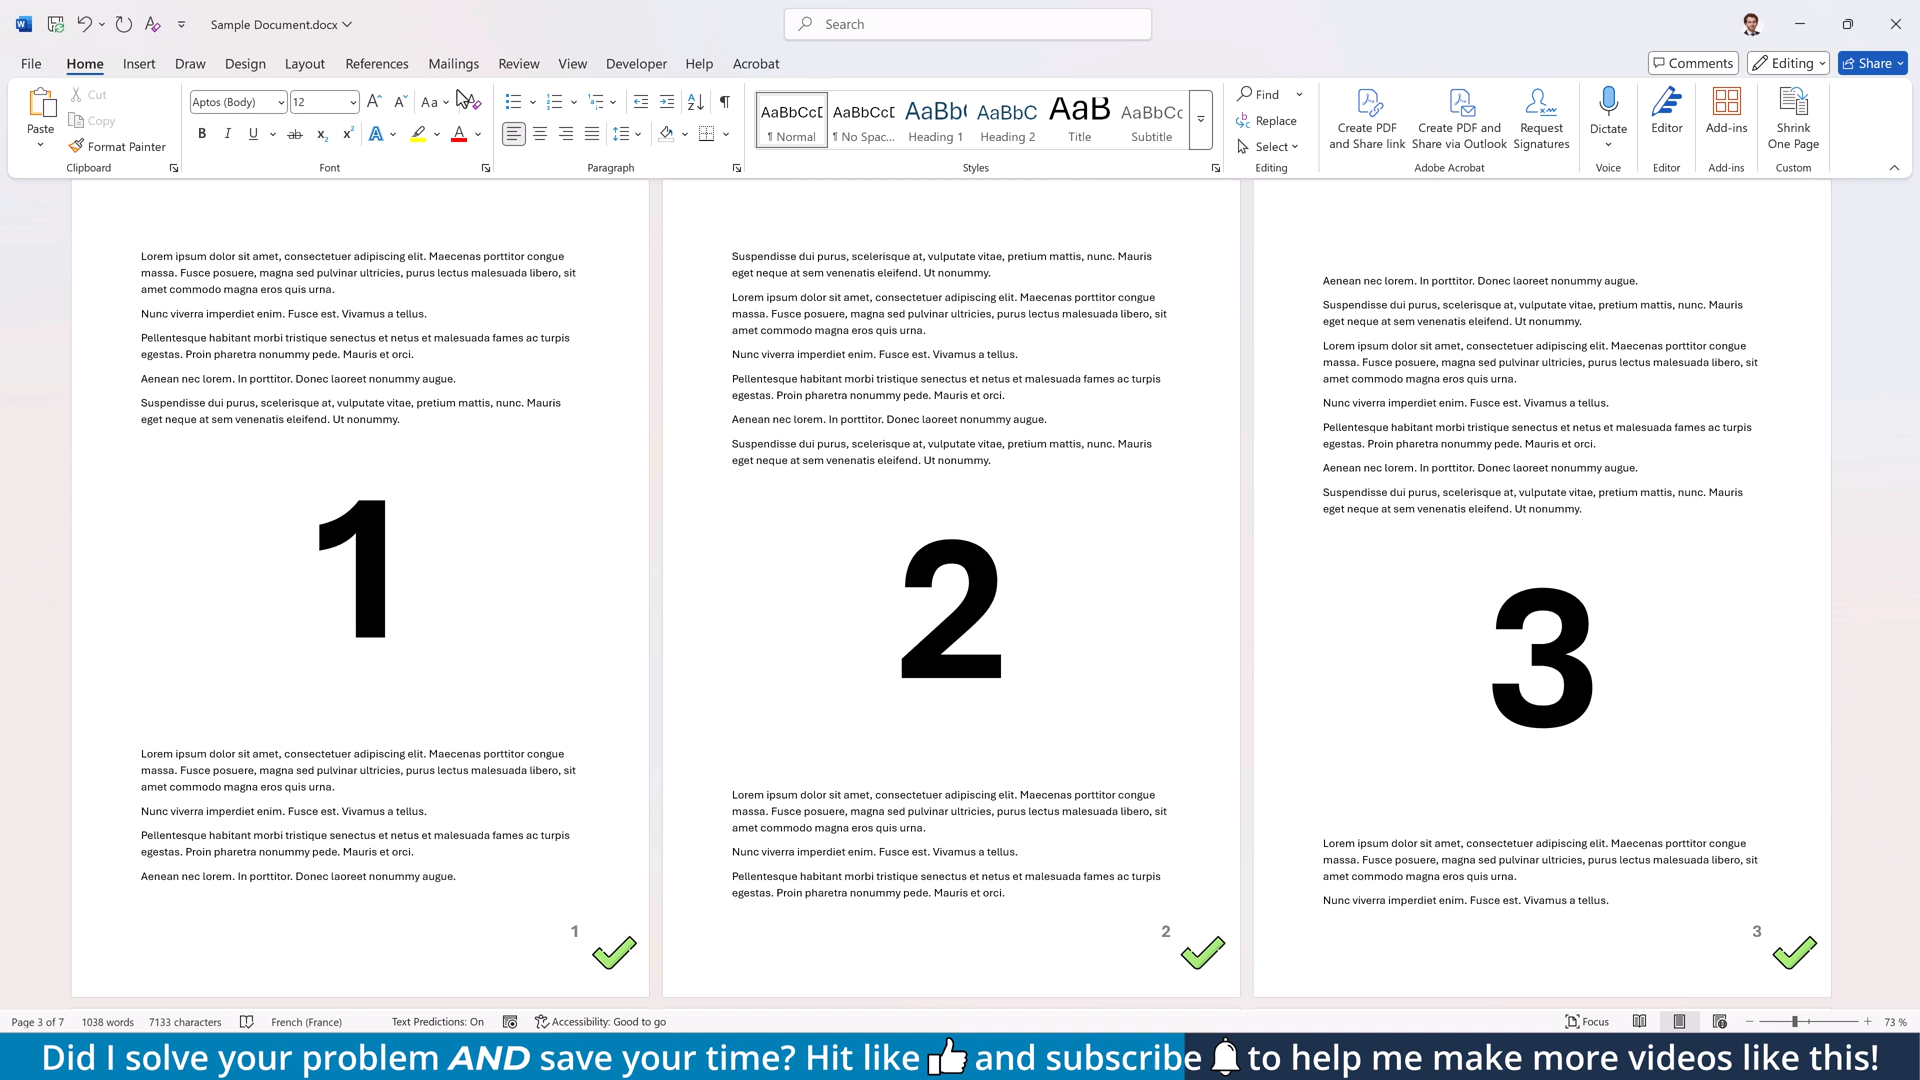 Sample Document.docx
Search
File Home Insert Draw Design Layout References Mailings Review View Developer Help Acrobat
Comments Editing Share
Paste
Cut
Copy
Format Painter
Clipboard
Aptos (Body) 12
Aa
B I U ab x₂ x² A A
Font
Paragraph
AaBbCcD AaBbCcD AaBb( AaBbC AaB AaBbCc
¶ Normal ¶ No Spac... Heading 1 Heading 2 Title Subtitle
Styles
Find
Replace
Select
Editing
Create PDF and Share link
Create PDF and Share via Outlook
Request Signatures
Adobe Acrobat
Dictate
Voice
Editor
Editor
Add-ins
Add-ins
Shrink One Page
Custom
Lorem ipsum dolor sit amet, consectetuer adipiscing elit. Maecenas porttitor congue
massa. Fusce posuere, magna sed pulvinar ultricies, purus lectus malesuada libero, sit
amet commodo magna eros quis urna.
Nunc viverra imperdiet enim. Fusce est. Vivamus a tellus.
Pellentesque habitant morbi tristique senectus et netus et malesuada fames ac turpis
egestas. Proin pharetra nonummy pede. Mauris et orci.
Aenean nec lorem. In porttitor. Donec laoreet nonummy augue.
Suspendisse dui purus, scelerisque at, vulputate vitae, pretium mattis, nunc. Mauris
eget neque at sem venenatis eleifend. Ut nonummy.
1
Lorem ipsum dolor sit amet, consectetuer adipiscing elit. Maecenas porttitor congue
massa. Fusce posuere, magna sed pulvinar ultricies, purus lectus malesuada libero, sit
amet commodo magna eros quis urna.
Nunc viverra imperdiet enim. Fusce est. Vivamus a tellus.
Pellentesque habitant morbi tristique senectus et netus et malesuada fames ac turpis
egestas. Proin pharetra nonummy pede. Mauris et orci.
Aenean nec lorem. In porttitor. Donec laoreet nonummy augue.
1
Suspendisse dui purus, scelerisque at, vulputate vitae, pretium mattis, nunc. Mauris
eget neque at sem venenatis eleifend. Ut nonummy.
Lorem ipsum dolor sit amet, consectetuer adipiscing elit. Maecenas porttitor congue
massa. Fusce posuere, magna sed pulvinar ultricies, purus lectus malesuada libero, sit
amet commodo magna eros quis urna.
Nunc viverra imperdiet enim. Fusce est. Vivamus a tellus.
Pellentesque habitant morbi tristique senectus et netus et malesuada fames ac turpis
egestas. Proin pharetra nonummy pede. Mauris et orci.
Aenean nec lorem. In porttitor. Donec laoreet nonummy augue.
Suspendisse dui purus, scelerisque at, vulputate vitae, pretium mattis, nunc. Mauris
eget neque at sem venenatis eleifend. Ut nonummy.
2
Lorem ipsum dolor sit amet, consectetuer adipiscing elit. Maecenas porttitor congue
massa. Fusce posuere, magna sed pulvinar ultricies, purus lectus malesuada libero, sit
amet commodo magna eros quis urna.
Nunc viverra imperdiet enim. Fusce est. Vivamus a tellus.
Pellentesque habitant morbi tristique senectus et netus et malesuada fames ac turpis
egestas. Proin pharetra nonummy pede. Mauris et orci.
2
Aenean nec lorem. In porttitor. Donec laoreet nonummy augue.
Suspendisse dui purus, scelerisque at, vulputate vitae, pretium mattis, nunc. Mauris
eget neque at sem venenatis eleifend. Ut nonummy.
Lorem ipsum dolor sit amet, consectetuer adipiscing elit. Maecenas porttitor congue
massa. Fusce posuere, magna sed pulvinar ultricies, purus lectus malesuada libero, sit
amet commodo magna eros quis urna.
Nunc viverra imperdiet enim. Fusce est. Vivamus a tellus.
Pellentesque habitant morbi tristique senectus et netus et malesuada fames ac turpis
egestas. Proin pharetra nonummy pede. Mauris et orci.
Aenean nec lorem. In porttitor. Donec laoreet nonummy augue.
Suspendisse dui purus, scelerisque at, vulputate vitae, pretium mattis, nunc. Mauris
eget neque at sem venenatis eleifend. Ut nonummy.
3
Lorem ipsum dolor sit amet, consectetuer adipiscing elit. Maecenas porttitor congue
massa. Fusce posuere, magna sed pulvinar ultricies, purus lectus malesuada libero, sit
amet commodo magna eros quis urna.
Nunc viverra imperdiet enim. Fusce est. Vivamus a tellus.
3
Page 3 of 7 1038 words 7133 characters French (France) Text Predictions: On Accessibility: Good to go Focus 73 %
Did I solve your problem AND save your time? Hit like and subscribe to help me make more videos like this!